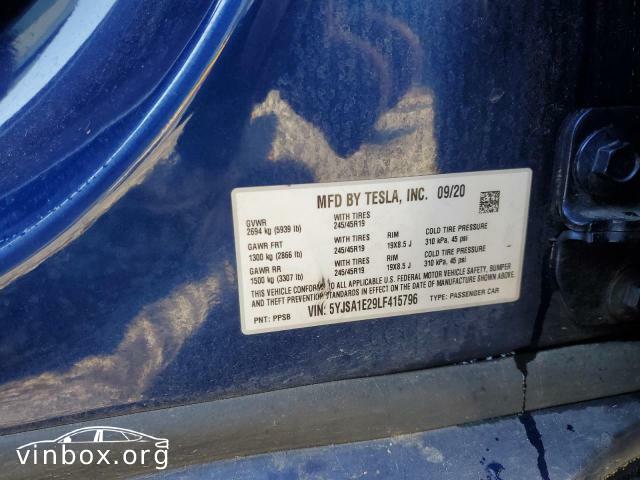 MFD BY TESLA, INC. 09/20
GVWR
2694 kg (5939 lb)
WITH TIRES
245/45R19
GAWR FRT
1300 kg (2866 lb)
WITH TIRES
245/45R19
RIM
19X8.5 J
COLD TIRE PRESSURE
310 kPa, 45 psi
GAWR RR
1500 kg (3307 lb)
WITH TIRES
245/45R19
RIM
19X8.5 J
COLD TIRE PRESSURE
310 kPa, 45 psi
THIS VEHICLE CONFORMS TO ALL APPLICABLE FEDERAL MOTOR VEHICLE SAFETY, BUMPER
AND THEFT PREVENTION STANDARDS IN EFFECT ON THE DATE OF MANUFACTURE SHOWN ABOVE.
PNT: PPSB VIN: 5YJSA1E29LF415796 TYPE: PASSENGER CAR
vinbox.org